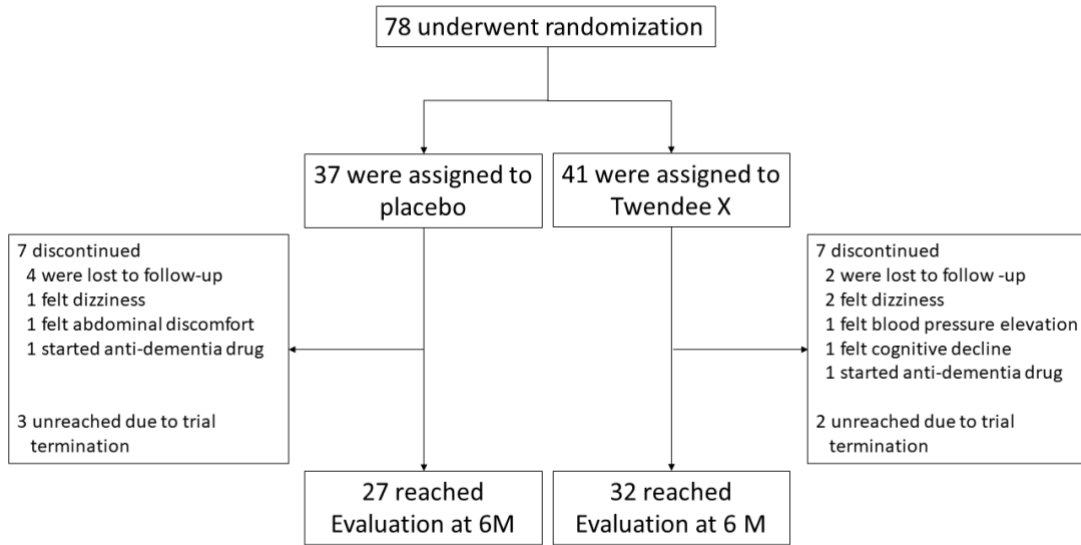 78 underwent randomization
37 were assigned to
placebo
41 were assigned to
Twendee X
7 discontinued
4 were lost to follow-up
1 felt dizziness
1 felt abdominal discomfort
1 started anti-dementia drug
3 unreached due to trial
termination
7 discontinued
2 were lost to follow -up
2 felt dizziness
1 felt blood pressure elevation
1 felt cognitive decline
1 started anti-dementia drug
2 unreached due to trial
termination
27 reached
Evaluation at 6M
32 reached
Evaluation at 6 M